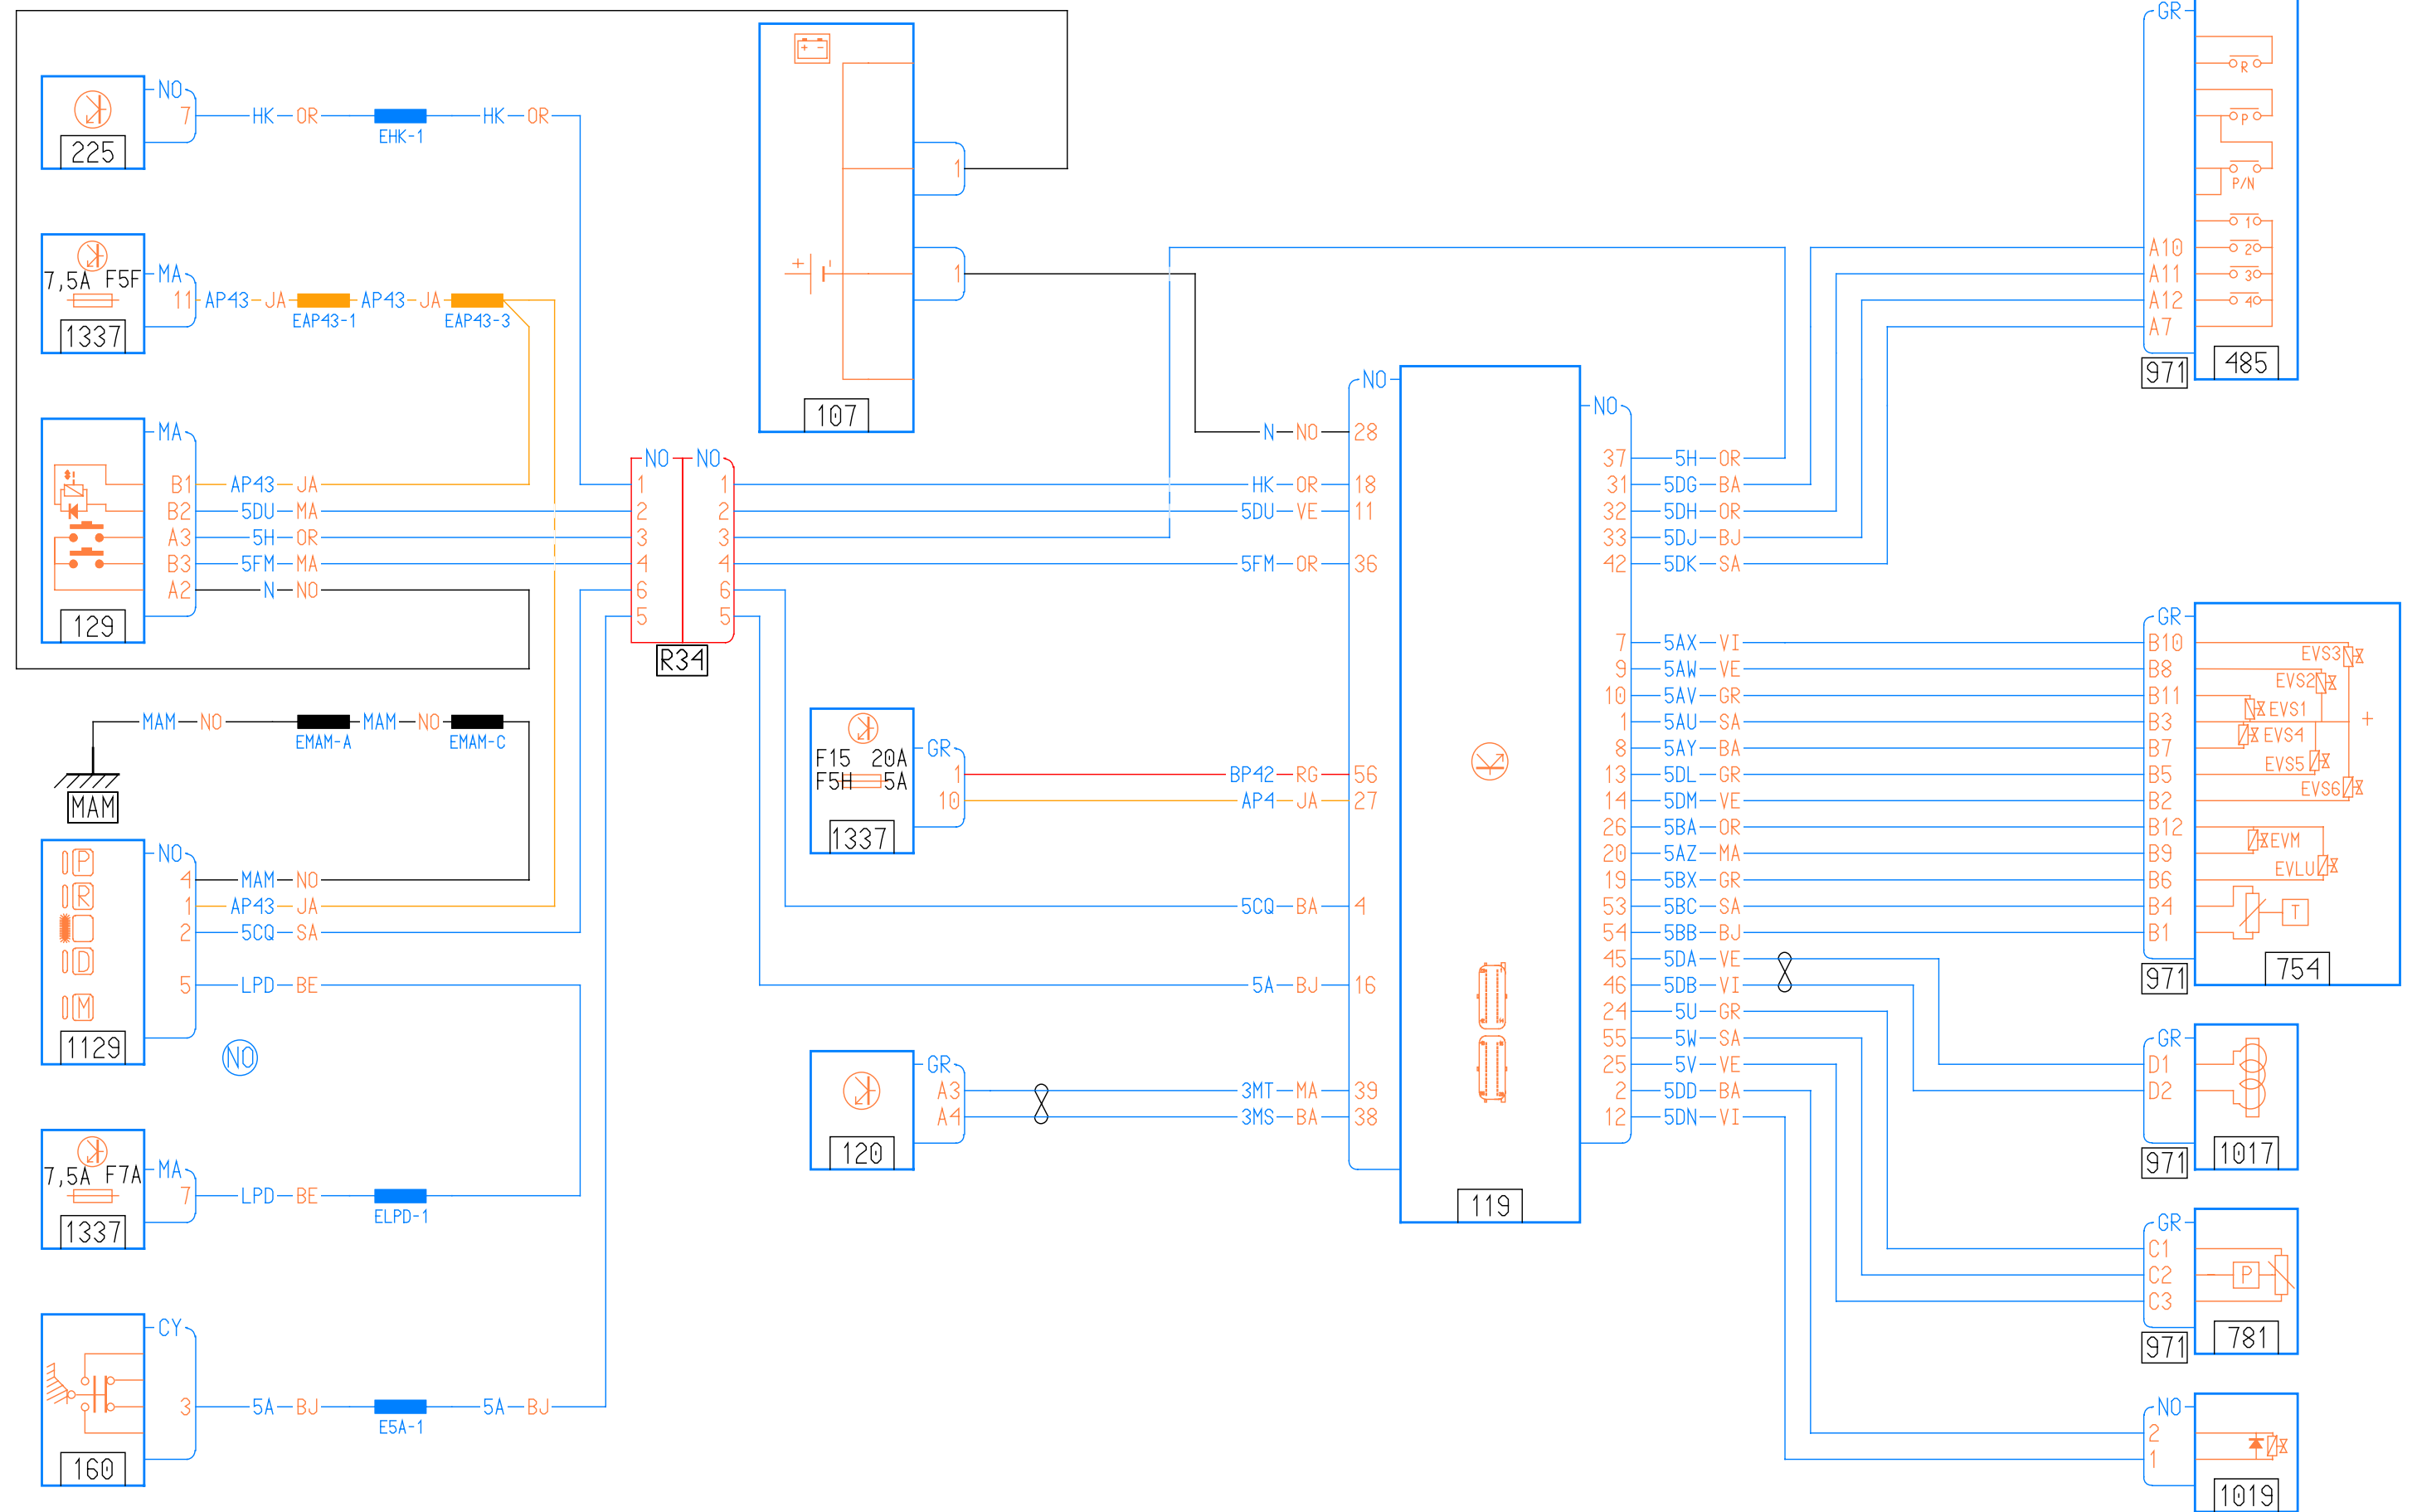 NO
7 HK OR HK OR
EHK-1
225
7,5A F5F MA
11 AP43 JA AP43 JA
EAP43-1 EAP43-3
1337
MA
B1 AP43 JA
B2 5DU MA
A3 5H OR
B3 5FM MA
A2 N NO
129
MAM NO MAM NO
EMAM-A EMAM-C
MAM
NO
P
R
D
M
4 MAM NO
1 AP43 JA
2 5CQ SA
5 LPD BE
1129
NO
7,5A F7A MA
7 LPD BE
ELPD-1
1337
CY
3 5A BJ 5A BJ
E5A-1
160
NO NO
1 1
2 2
3 3
4 4
6 6
5 5
R34
+ -
1
+ -
1
107
F15 20A GR
F5H 5A
1
10
1337
GR
A3
A4
120
NO
N NO 28
HK OR 18
5DU VE 11
5FM OR 36
BP42 RG 56
AP4 JA 27
5CQ BA 4
5A BJ 16
3MT MA 39
3MS BA 38
119
NO
37 5H OR
31 5DG BA
32 5DH OR
33 5DJ BJ
42 5DK SA
7 5AX VI
9 5AW VE
10 5AV GR
1 5AU SA
8 5AY BA
13 5DL GR
14 5DM VE
26 5BA OR
20 5AZ MA
19 5BX GR
53 5BC SA
54 5BB BJ
45 5DA VE
46 5DB VI
24 5U GR
55 5W SA
25 5V VE
2 5DD BA
12 5DN VI
GR
R
P
P/N
1
A10 2
A11 3
A12 4
A7
971 485
GR
B10 EVS3
B8 EVS2
B11 EVS1
B3 +
B7 EVS4
B5 EVS5
B2 EVS6
B12
B9 EVM
B6 EVLU
B4 T
B1
971 754
GR
D1
D2
971 1017
GR
C1
C2 - P
C3
971 781
NO
2
1
1019